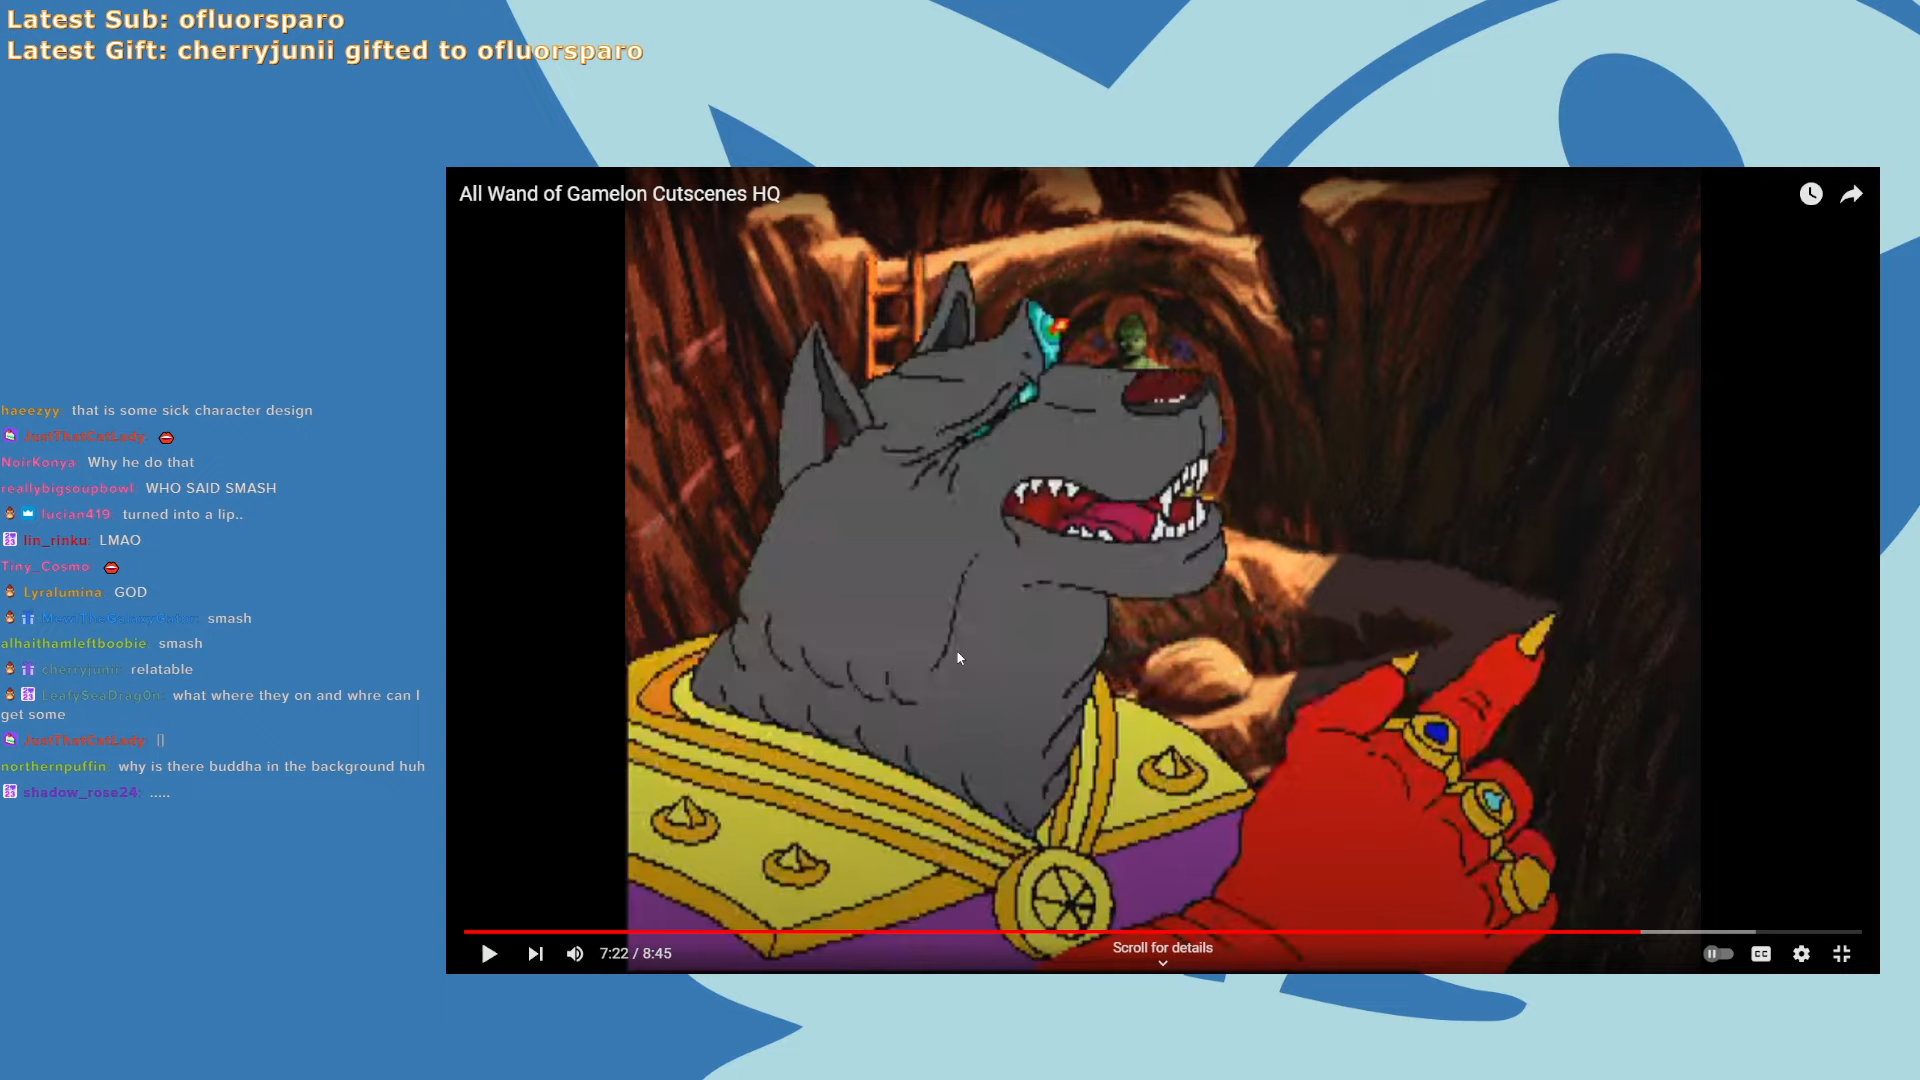 Latest Sub: ofluorsparo
Latest Gift: cherryjunii gifted to ofluorsparo
All Wand of Gamelon Cutscenes HQ
haeezyy: that is some sick character design
JustThatCatLady:
NoirKonya: Why he do that
reallybigsoupbowl: WHO SAID SMASH
lucian419: turned into a lip..
lin_rinku: LMAO
Tiny_Cosmo:
Lyralumina: GOD
smash
alhaithamleftboobie: smash
cherryjunii: relatable
LeafySeaDrag0n: what where they on and whre can I
get some
JustThatCatLady:
northernpuffin: why is there buddha in the background huh
shadow_rose24: .....
7:22 / 8:45
Scroll for details
CC